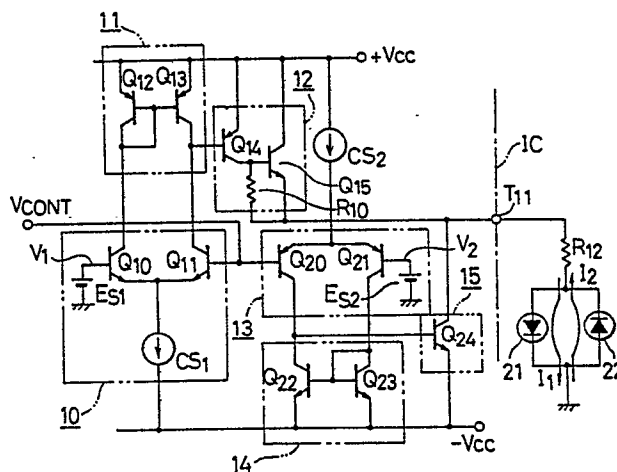 11
+Vcc
Q12
Q13
12
IC
Q14
CS2
Q15
T11
R10
VCONT
R12
V1
V2
I2
Q10
Q11
Q20
Q21
15
ES1
ES2
13
Q24
CS1
21
22
I1
Q22
Q23
10
-Vcc
14